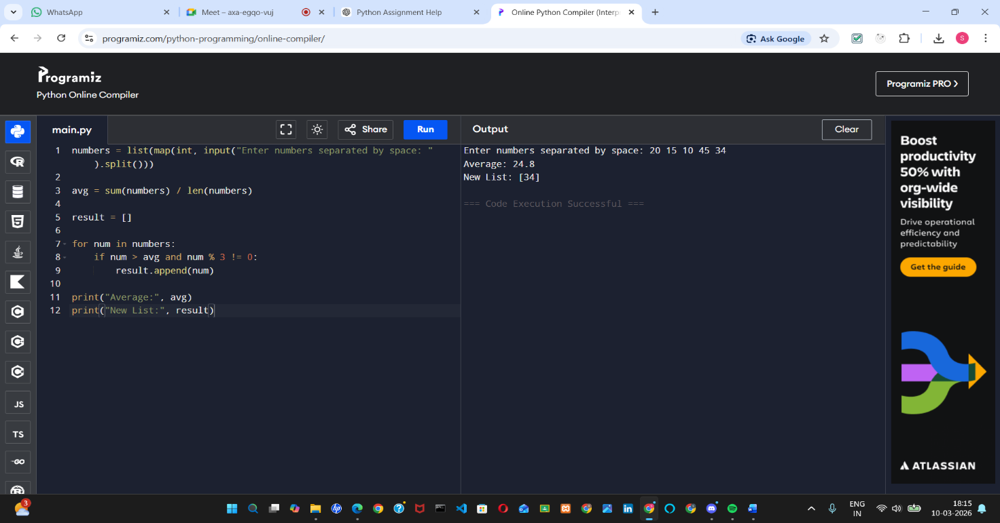 WhatsApp
Meet – axa-egqo-vuj
Python Assignment Help
Online Python Compiler (Interp
programiz.com/python-programming/online-compiler/
Ask Google
S
Programiz
Python Online Compiler
Programiz PRO
main.py
Share
Run
Output
Clear
1 numbers = list(map(int, input("Enter numbers separated by space: "
).split()))
2
3 avg = sum(numbers) / len(numbers)
4
5 result = []
6
7 for num in numbers:
8     if num > avg and num % 3 != 0:
9         result.append(num)
10
11 print("Average:", avg)
12 print("New List:", result)
Enter numbers separated by space: 20 15 10 45 34
Average: 24.8
New List: [34]
=== Code Execution Successful ===
JS
TS
GO
Boost
productivity
50% with
org-wide
visibility
Drive operational
efficiency and
predictability
Get the guide
ATLASSIAN
3
hp
in
ENG
IN
18:15
10-03-2026